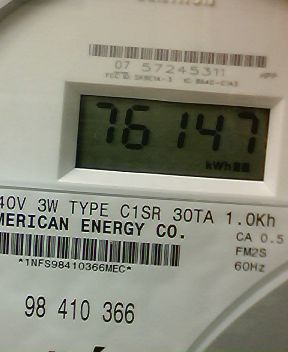 07 57245311
76147
kWh
40V 3W TYPE C1SR 30TA 1.0Kh
MERICAN ENERGY CO.
CA 0.5
FM2S
60Hz
*1NFS98410366MEC*
98 410 366